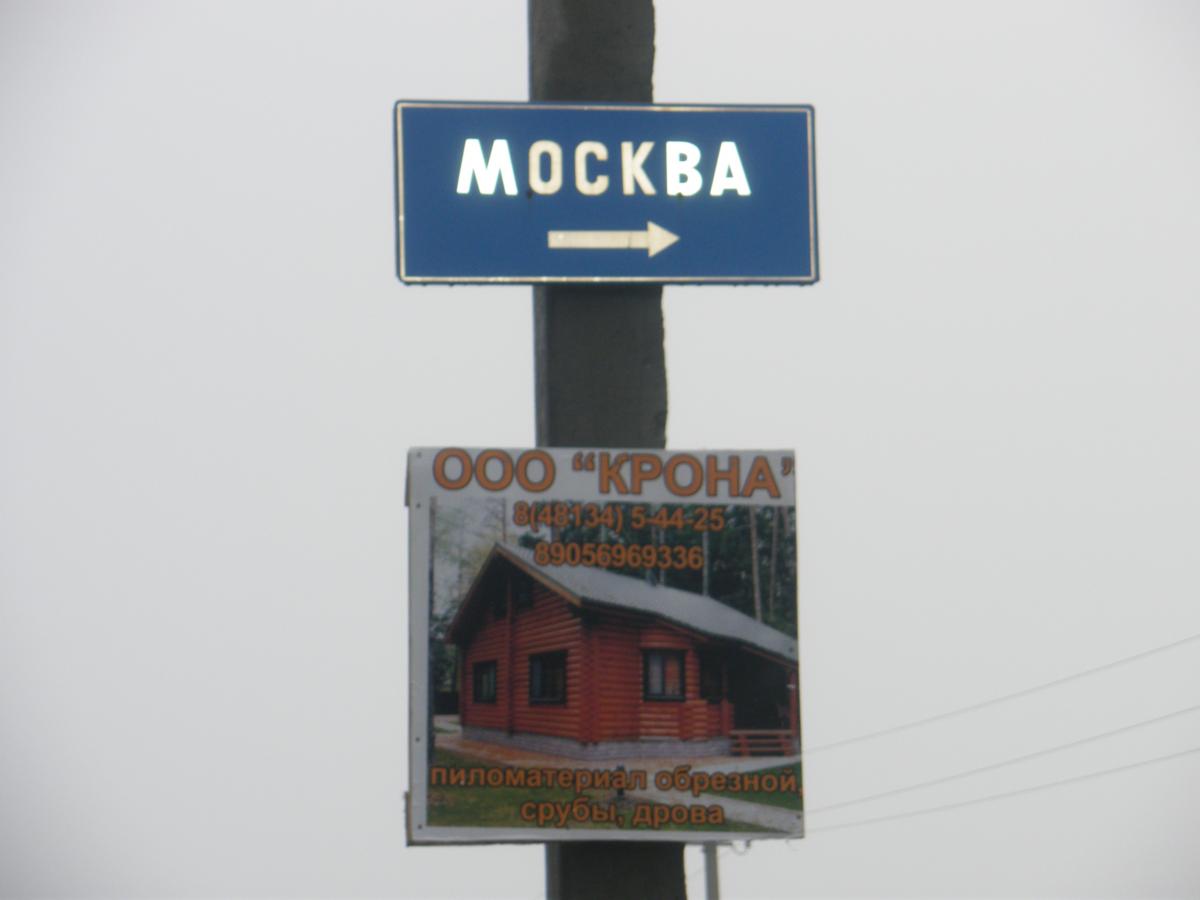 МОСКВА
ООО “КРОНА”
8(48134) 5-44-25
89056969336
пиломатериал обрезной,
срубы, дрова